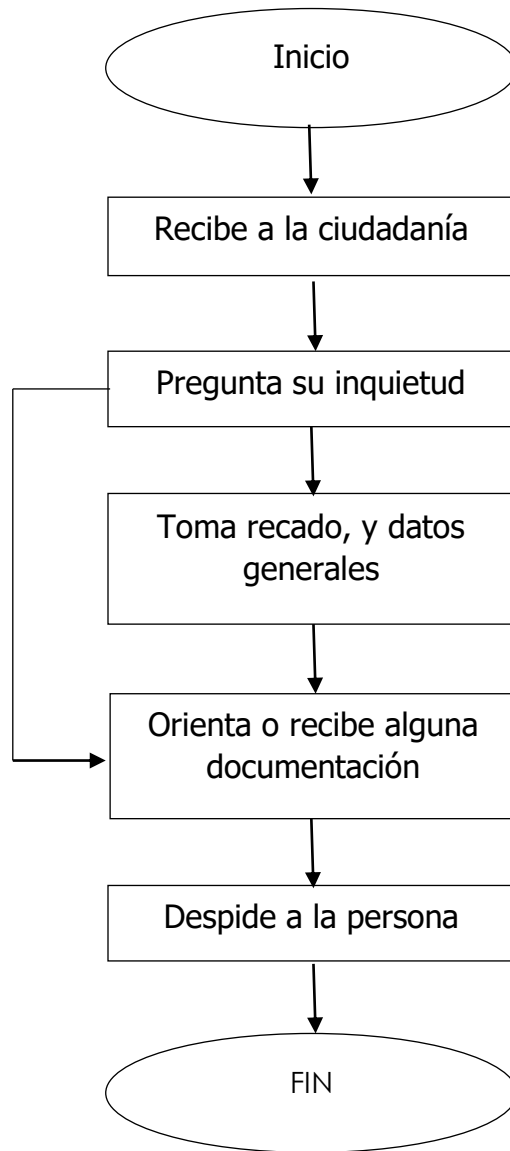 Inicio
Recibe a la ciudadanía
Pregunta su inquietud
Toma recado, y datos
generales
Orienta o recibe alguna
documentación
Despide a la persona
FIN